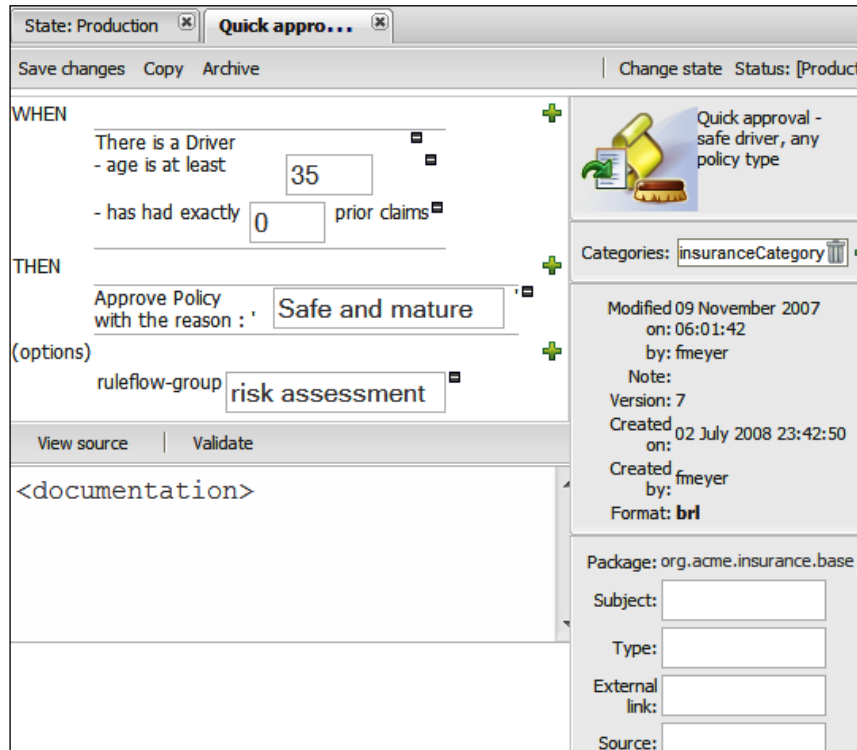 State: Production
Quick appro...
Save changes Copy Archive
Change state Status: [Product
WHEN
There is a Driver
- age is at least 35
- has had exactly 0 prior claims
THEN
Approve Policy
with the reason : ' Safe and mature '
(options)
ruleflow-group risk assessment
View source Validate
<documentation>
Quick approval -
safe driver, any
policy type
Categories: insuranceCategory
Modified 09 November 2007
on: 06:01:42
by: fmeyer
Note:
Version: 7
Created
on: 02 July 2008 23:42:50
Created
by: fmeyer
Format: brl
Package: org.acme.insurance.base
Subject:
Type:
External
link:
Source: